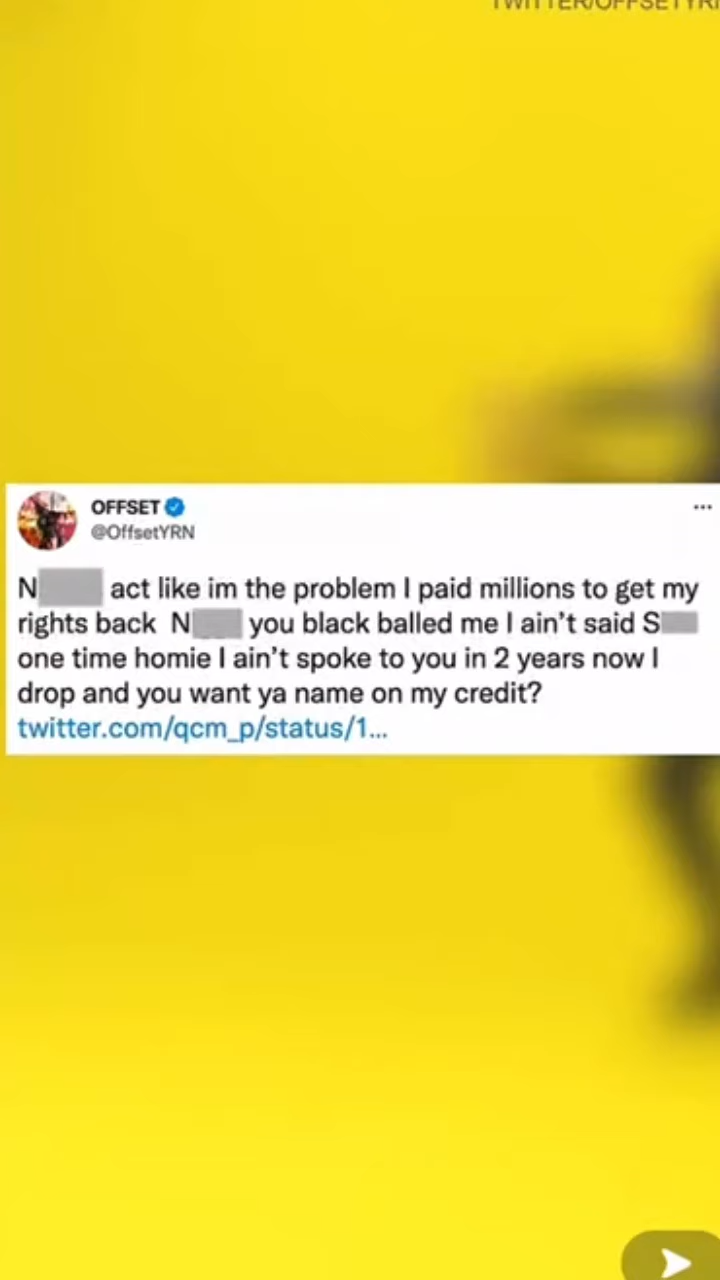 TWITTER/OFFSETYRN
OFFSET
@OffsetYRN
N act like im the problem I paid millions to get my
rights back N you black balled me I ain't said S
one time homie I ain't spoke to you in 2 years now I
drop and you want ya name on my credit?
twitter.com/qcm_p/status/1...